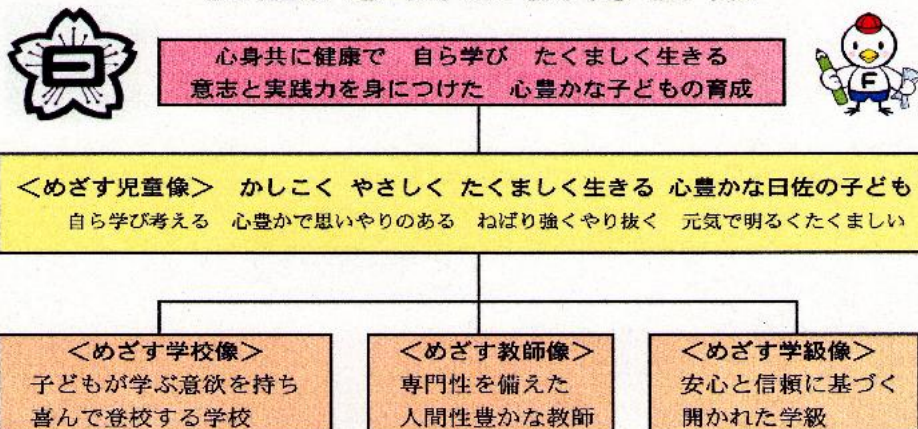 心身共に健康で 自ら学び たくましく生きる
意志と実践力を身につけた 心豊かな子どもの育成
F
<めざす児童像> かしこく やさしく たくましく生きる 心豊かな日佐の子ども
自ら学び考える 心豊かで思いやりのある ねばり強くやり抜く 元気で明るくたくましい
<めざす学校像>
子どもが学ぶ意欲を持ち
喜んで登校する学校
<めざす教師像>
専門性を備えた
人間性豊かな教師
<めざす学級像>
安心と信頼に基づく
開かれた学級